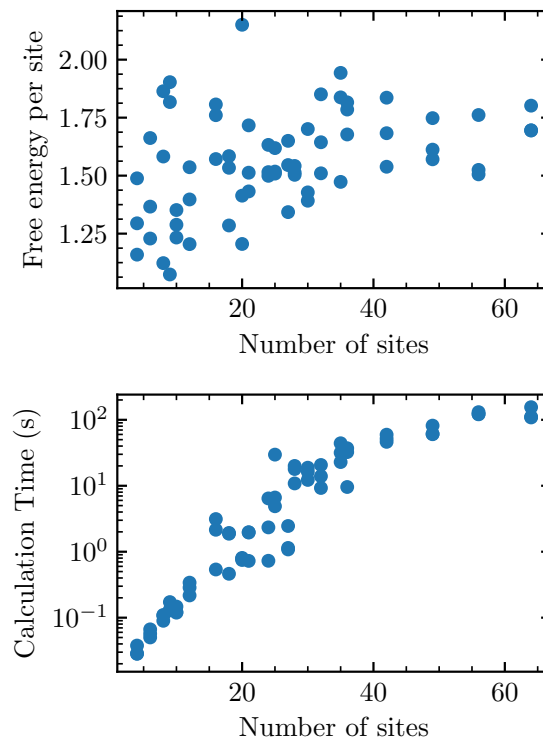 2.00
1.75
1.50
1.25
Free energy per site
20 40 60
Number of sites
10^2
10^1
10^0
10^−1
Calculation Time (s)
20 40 60
Number of sites